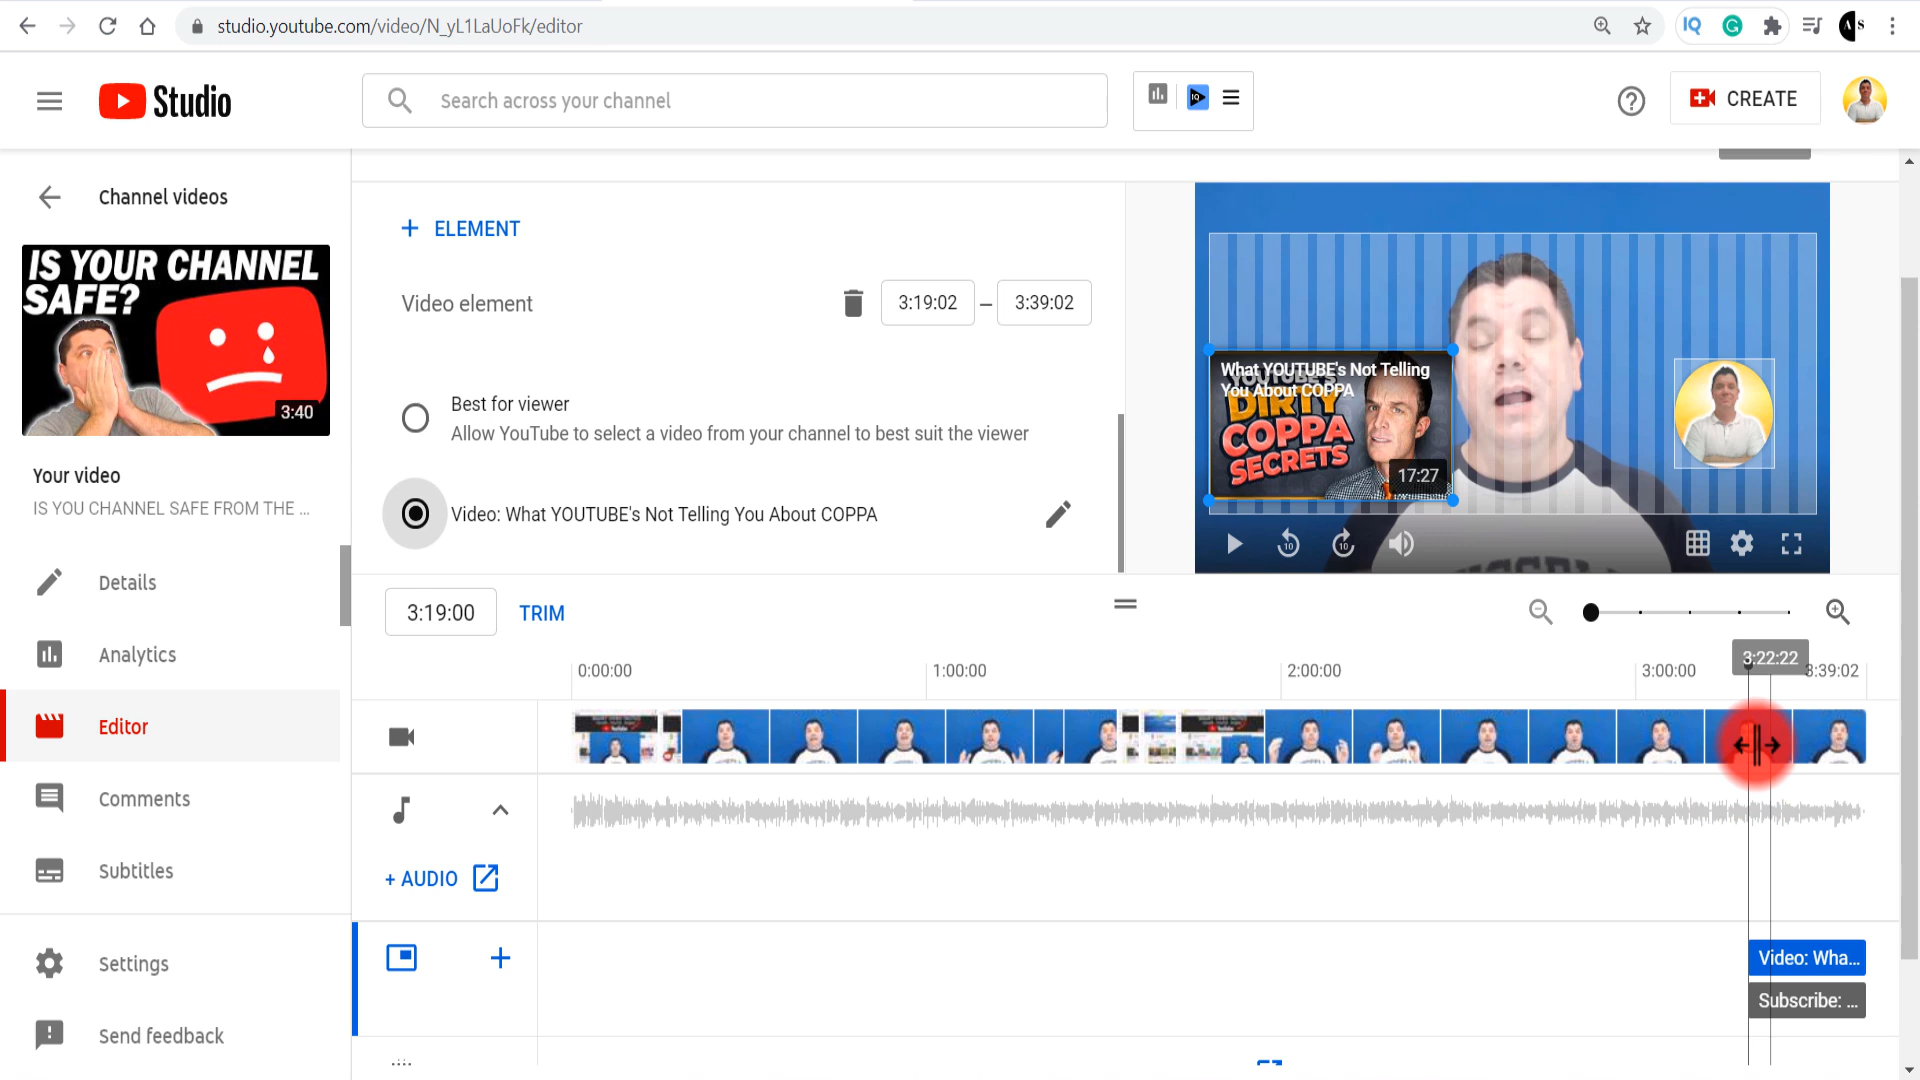 studio.youtube.com/video/N_yL1LaUoFk/editor
IQ
G
A S
Studio
Search across your channel
IQ
CREATE
Channel videos
IS YOUR CHANNEL
SAFE?
3:40
Your video
IS YOU CHANNEL SAFE FROM THE ...
Details
Analytics
Editor
Comments
Subtitles
Settings
Send feedback
+ ELEMENT
Video element
3:19:02 – 3:39:02
Best for viewer
Allow YouTube to select a video from your channel to best suit the viewer
Video: What YOUTUBE's Not Telling You About COPPA
What YOUTUBE's Not Telling
You About COPPA
YOUTUBE'S
DIRTY
COPPA
SECRETS
17:27
10
10
3:19:00
TRIM
3:22:22
0:00:00
1:00:00
2:00:00
3:00:00
3:39:02
+ AUDIO
Video: Wha...
Subscribe: ...